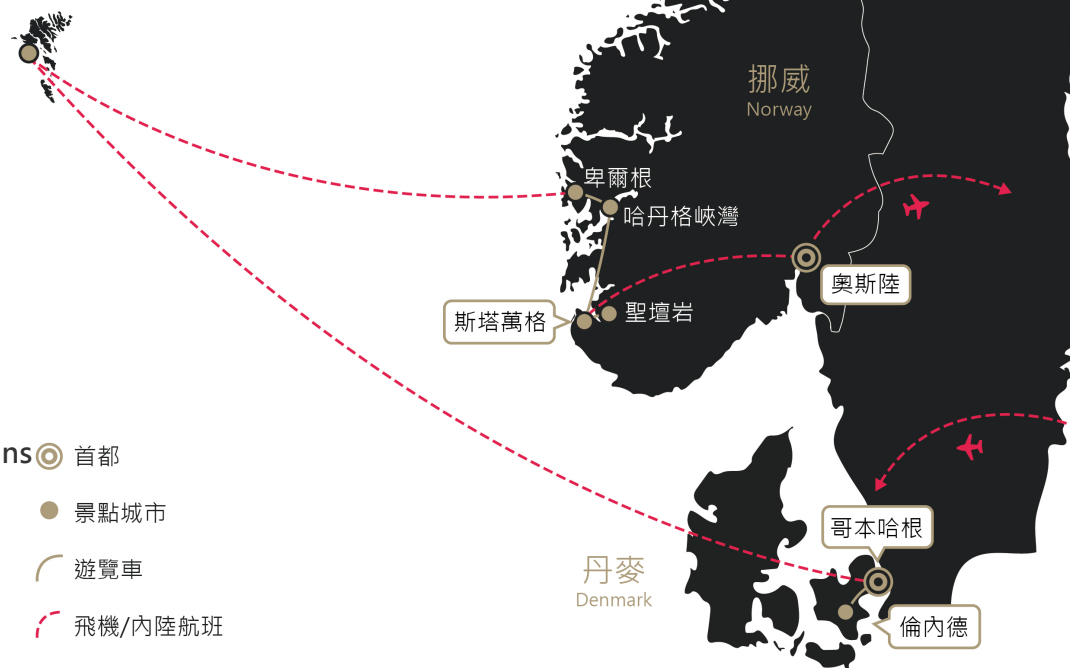 挪威
Norway
卑爾根
哈丹格峽灣
奧斯陸
聖壇岩
斯塔萬格
ns
首都
景點城市
哥本哈根
丹麥
Denmark
遊覽車
倫內德
飛機/內陸航班